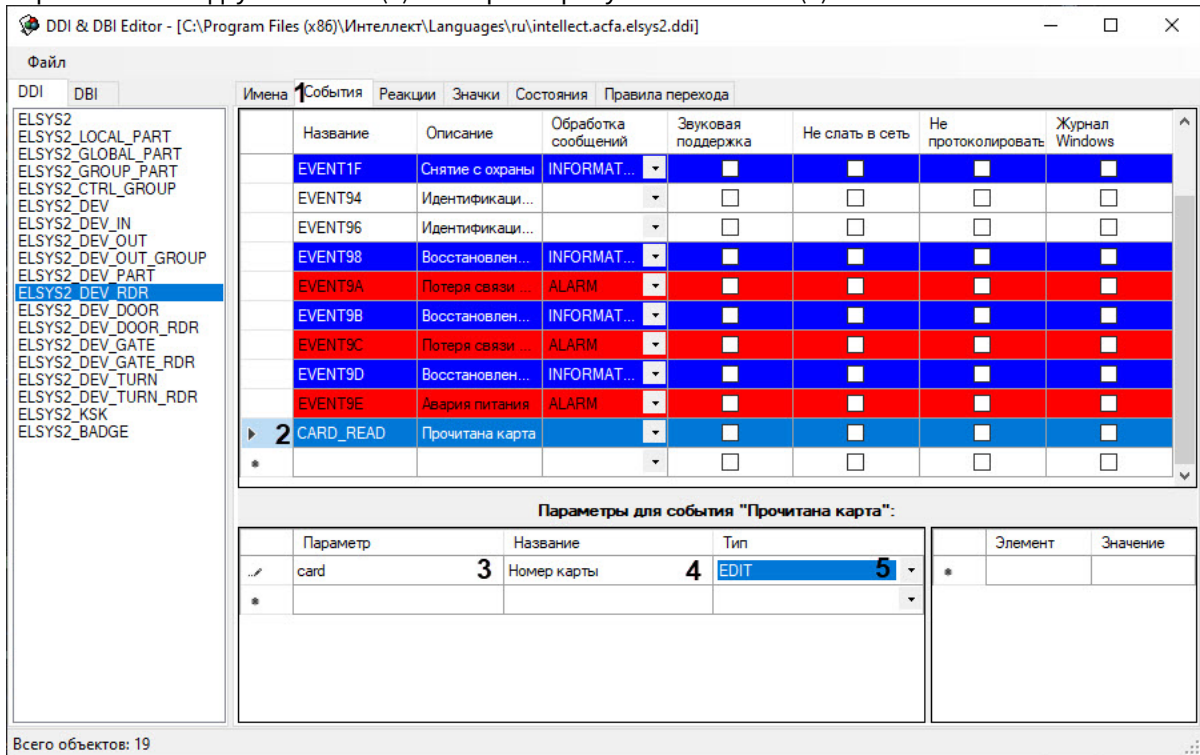 DDI & DBI Editor - [C:\Program Files (x86)\Интеллект\Languages\ru\intellect.acfa.elsys2.ddi]
Файл
DDI DBI
Имена 1 События Реакции Значки Состояния Правила перехода
ELSYS2
ELSYS2_LOCAL_PART
ELSYS2_GLOBAL_PART
ELSYS2_GROUP_PART
ELSYS2_CTRL_GROUP
ELSYS2_DEV
ELSYS2_DEV_IN
ELSYS2_DEV_OUT
ELSYS2_DEV_OUT_GROUP
ELSYS2_DEV_PART
ELSYS2_DEV_RDR
ELSYS2_DEV_DOOR
ELSYS2_DEV_DOOR_RDR
ELSYS2_DEV_GATE
ELSYS2_DEV_GATE_RDR
ELSYS2_DEV_TURN
ELSYS2_DEV_TURN_RDR
ELSYS2_KSK
ELSYS2_BADGE
Название Описание Обработка сообщений Звуковая поддержка Не слать в сеть Не протоколировать Журнал Windows
EVENT1F Снятие с охраны INFORMAT...
EVENT94 Идентификаци...
EVENT96 Идентификаци...
EVENT98 Восстановлен... INFORMAT...
EVENT9A Потеря связи ... ALARM
EVENT9B Восстановлен... INFORMAT...
EVENT9C Потеря связи ... ALARM
EVENT9D Восстановлен... INFORMAT...
EVENT9E Авария питания ALARM
2 CARD_READ Прочитана карта
Параметры для события "Прочитана карта":
Параметр Название Тип
card 3 Номер карты 4 EDIT 5
Элемент Значение
Всего объектов: 19